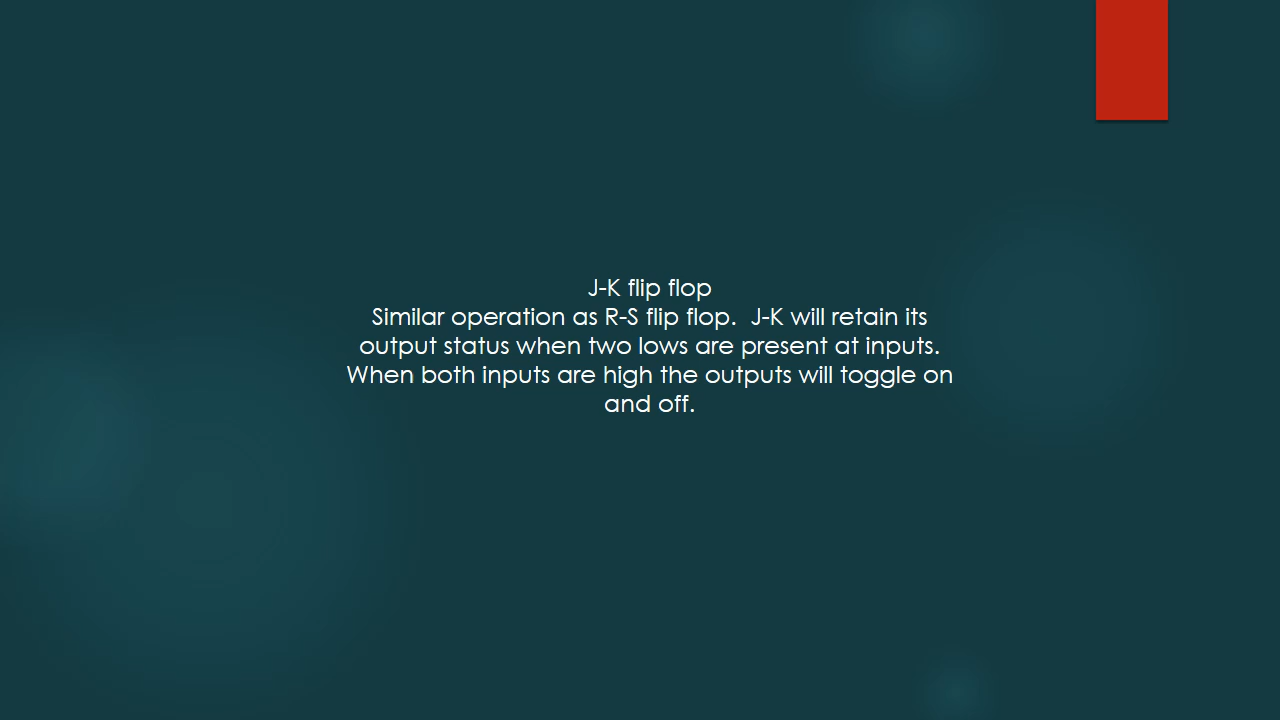 J-K flip flop
Similar operation as R-S flip flop.  J-K will retain its
output status when two lows are present at inputs.
When both inputs are high the outputs will toggle on
and off.